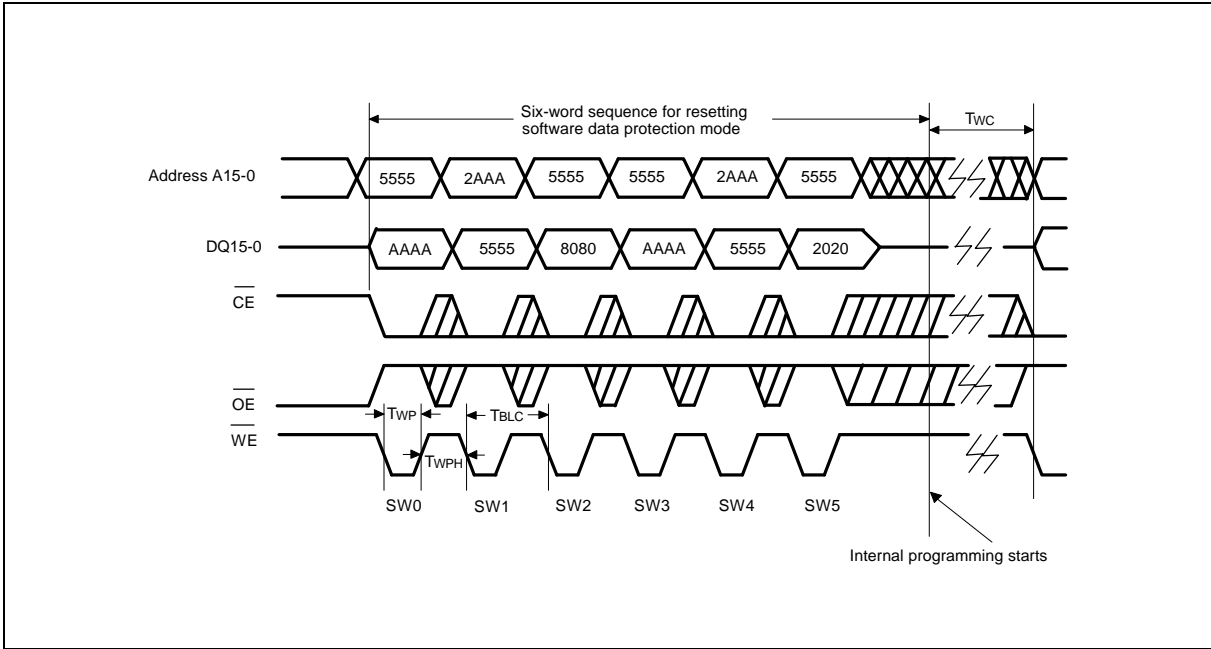 Six-word sequence for resetting
software data protection mode
TWC
Address A15-0
5555 2AAA 5555 5555 2AAA 5555
DQ15-0
AAAA 5555 8080 AAAA 5555 2020
CE
OE
TWP
TBLC
WE
TWPH
SW0 SW1 SW2 SW3 SW4 SW5
Internal programming starts